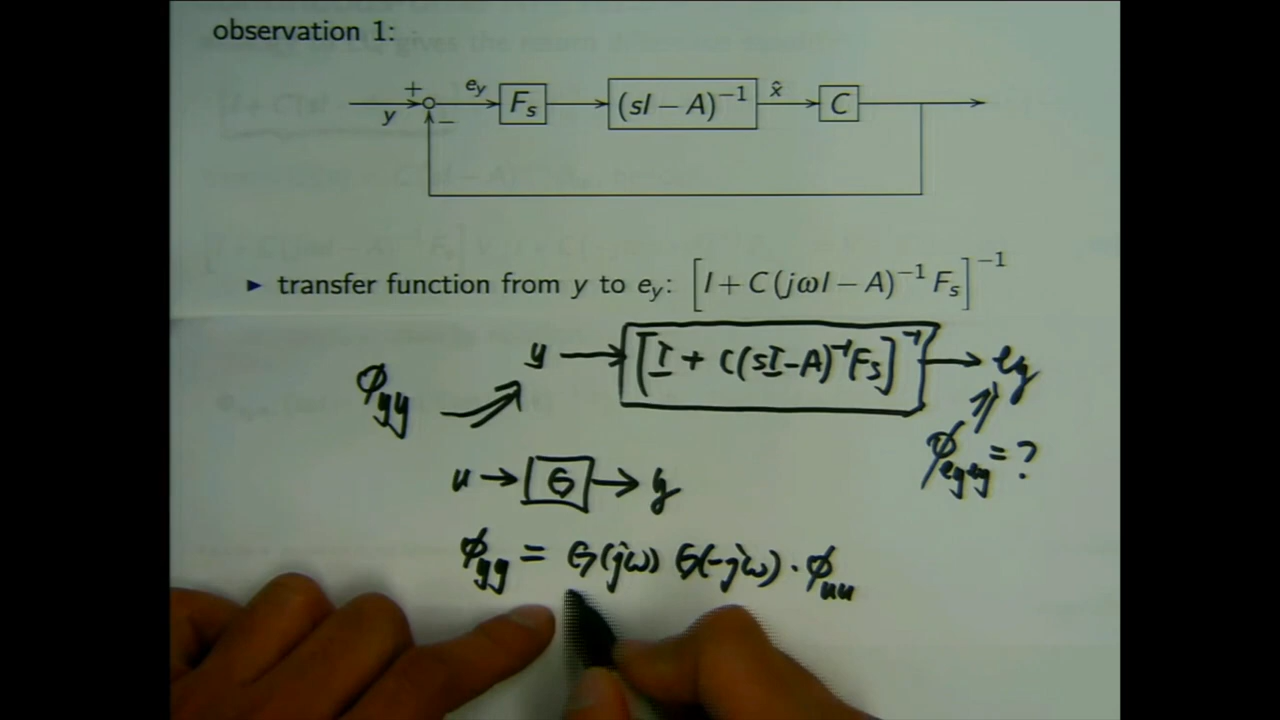 observation 1:
+ e_y F_s (sI − A)^{−1} x̂ C
y −
► transfer function from y to e_y: [I + C(jωI − A)^{−1} F_s]^{−1}
y → [I + C(sI−A)^{-1}F_s]^{-1} → e_y
Φ_yy
Φ_{e_y e_y} = ?
u → G → y
Φ_yy = G(jω) G(-jω) · Φ_uu